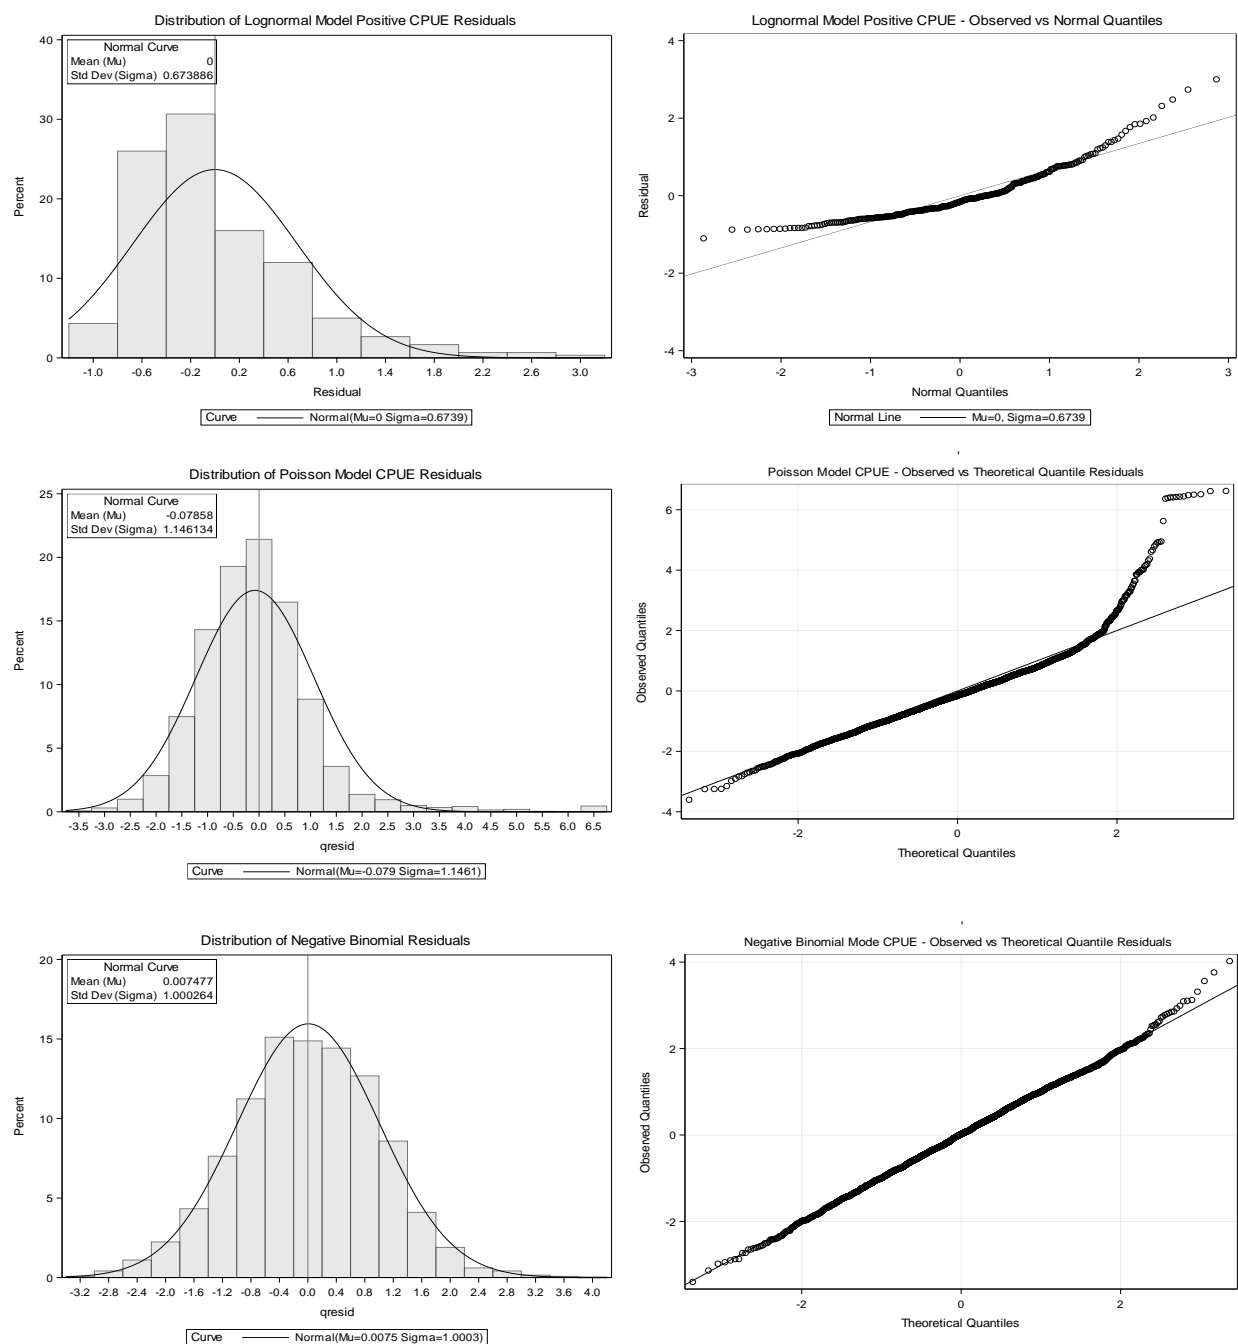 Distribution of Lognormal Model Positive CPUE Residuals
40
30
20
10
0
Percent
Normal Curve
Mean (Mu) 0
Std Dev (Sigma) 0.673886
-1.0 -0.6 -0.2 0.2 0.6 1.0 1.4 1.8 2.2 2.6 3.0
Residual
Curve Normal(Mu=0 Sigma=0.6739)
Lognormal Model Positive CPUE - Observed vs Normal Quantiles
4
2
0
-2
-4
Residual
-3 -2 -1 0 1 2 3
Normal Quantiles
Normal Line Mu=0, Sigma=0.6739
Distribution of Poisson Model CPUE Residuals
25
20
15
10
5
0
Percent
Normal Curve
Mean (Mu) -0.07858
Std Dev (Sigma) 1.146134
-3.5 -3.0 -2.5 -2.0 -1.5 -1.0 -0.5 0.0 0.5 1.0 1.5 2.0 2.5 3.0 3.5 4.0 4.5 5.0 5.5 6.0 6.5
qresid
Curve Normal(Mu=-0.079 Sigma=1.1461)
Poisson Model CPUE - Observed vs Theoretical Quantile Residuals
6
4
2
0
-2
-4
Observed Quantiles
-2 0 2
Theoretical Quantiles
Distribution of Negative Binomial Residuals
20
15
10
5
0
Percent
Normal Curve
Mean (Mu) 0.007477
Std Dev (Sigma) 1.000264
-3.2 -2.8 -2.4 -2.0 -1.6 -1.2 -0.8 -0.4 0.0 0.4 0.8 1.2 1.6 2.0 2.4 2.8 3.2 3.6 4.0
qresid
Curve Normal(Mu=0.0075 Sigma=1.0003)
Negative Binomial Mode CPUE - Observed vs Theoretical Quantile Residuals
4
2
0
-2
Observed Quantiles
-2 0 2
Theoretical Quantiles